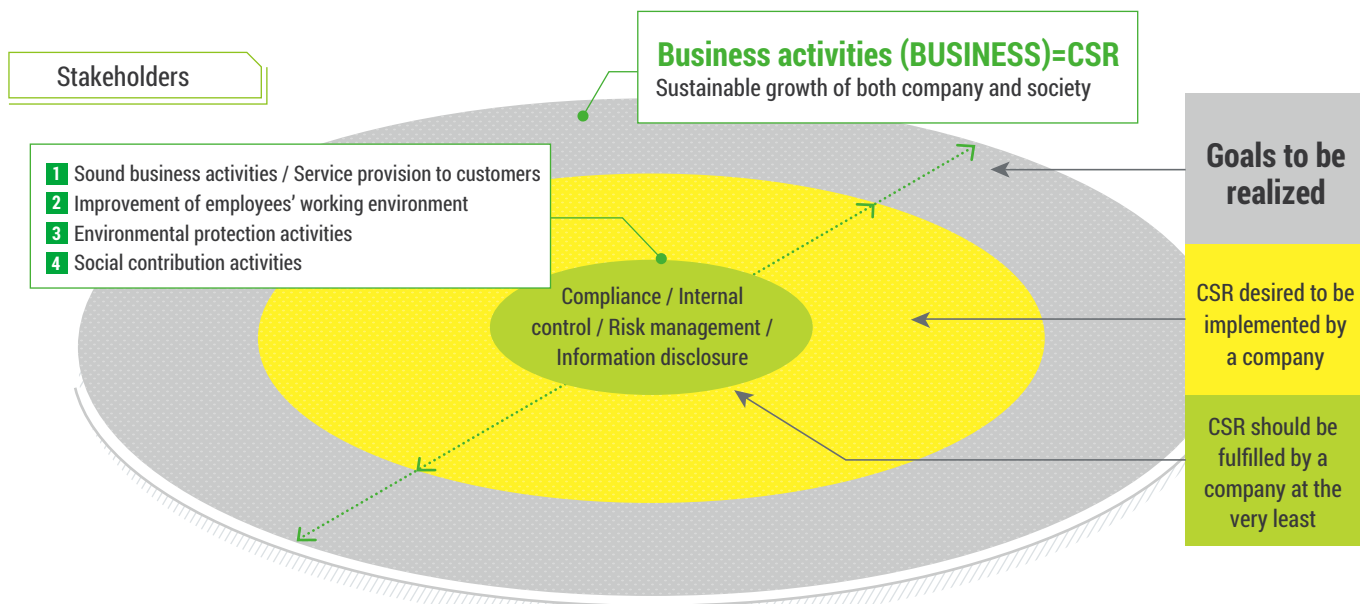 Stakeholders
Business activities (BUSINESS)=CSR
Sustainable growth of both company and society
1 Sound business activities / Service provision to customers
2 Improvement of employees’ working environment
3 Environmental protection activities
4 Social contribution activities
Compliance / Internal
control / Risk management /
Information disclosure
Goals to be
realized
CSR desired to be
implemented by
a company
CSR should be
fulfilled by a
company at the
very least